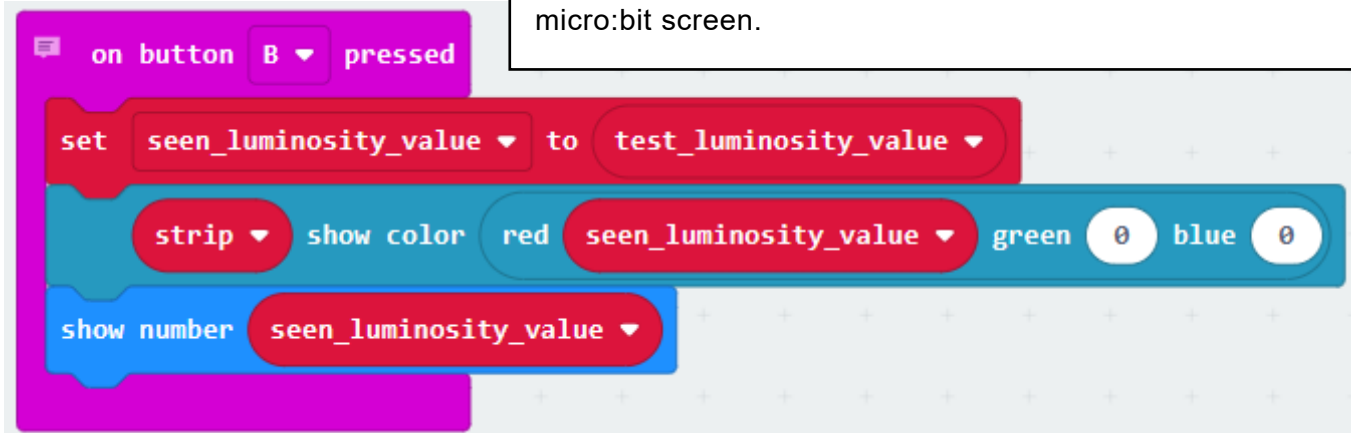 micro:bit screen.
on button B pressed
set seen_luminosity_value to test_luminosity_value
strip show color red seen_luminosity_value green 0 blue 0
show number seen_luminosity_value